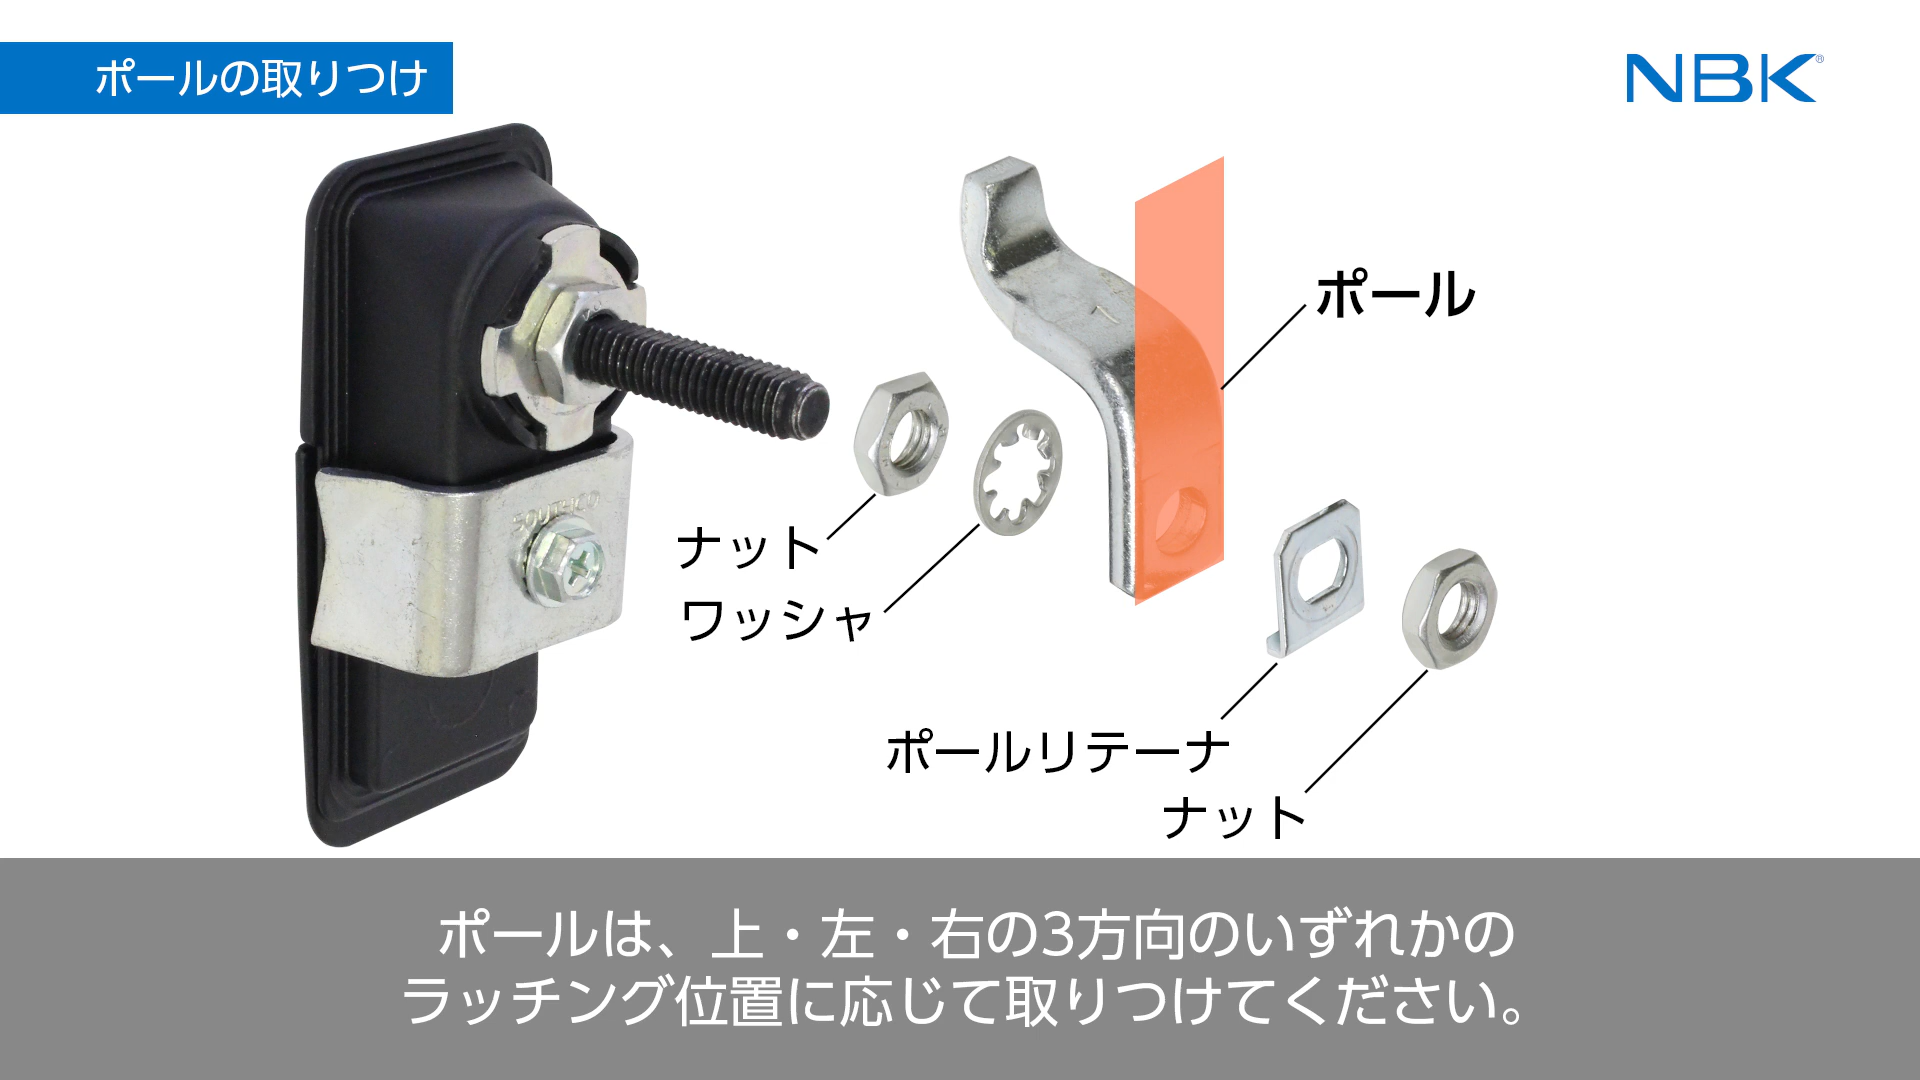 ポールの取りつけ
NBK®
ポール
SOUTHCO
ナット
ワッシャ
ポールリテーナ
ナット
ポールは、上・左・右の3方向のいずれかの
ラッチング位置に応じて取りつけてください。